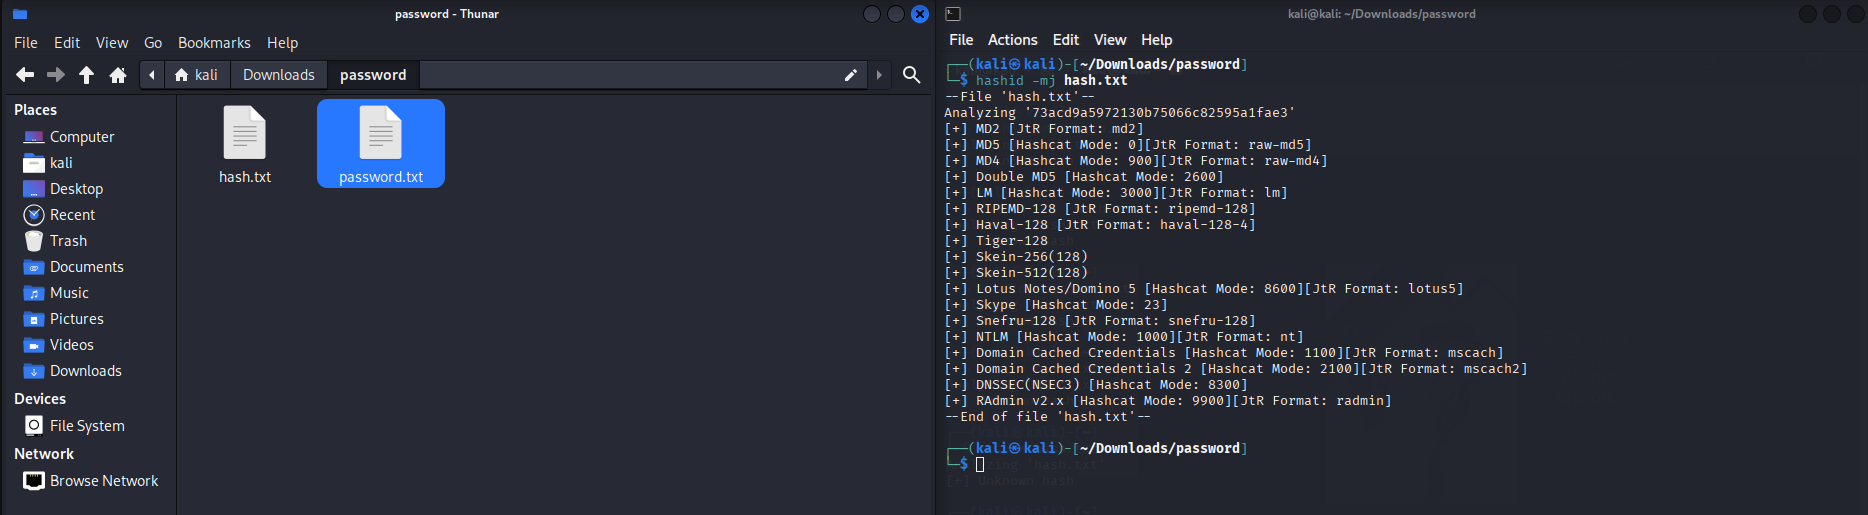 password - Thunar
File Edit View Go Bookmarks Help
kali Downloads password
Places
Computer
kali
Desktop
Recent
Trash
Documents
Music
Pictures
Videos
Downloads
Devices
File System
Network
Browse Network
hash.txt password.txt
kali@kali: ~/Downloads/password
File Actions Edit View Help
┌──(kali㉿kali)-[~/Downloads/password]
└─$ hashid -mj hash.txt
--File 'hash.txt'--
Analyzing '73acd9a5972130b75066c82595a1fae3'
[+] MD2 [JtR Format: md2]
[+] MD5 [Hashcat Mode: 0][JtR Format: raw-md5]
[+] MD4 [Hashcat Mode: 900][JtR Format: raw-md4]
[+] Double MD5 [Hashcat Mode: 2600]
[+] LM [Hashcat Mode: 3000][JtR Format: lm]
[+] RIPEMD-128 [JtR Format: ripemd-128]
[+] Haval-128 [JtR Format: haval-128-4]
[+] Tiger-128
[+] Skein-256(128)
[+] Skein-512(128)
[+] Lotus Notes/Domino 5 [Hashcat Mode: 8600][JtR Format: lotus5]
[+] Skype [Hashcat Mode: 23]
[+] Snefru-128 [JtR Format: snefru-128]
[+] NTLM [Hashcat Mode: 1000][JtR Format: nt]
[+] Domain Cached Credentials [Hashcat Mode: 1100][JtR Format: mscach]
[+] Domain Cached Credentials 2 [Hashcat Mode: 2100][JtR Format: mscach2]
[+] DNSSEC(NSEC3) [Hashcat Mode: 8300]
[+] RAdmin v2.x [Hashcat Mode: 9900][JtR Format: radmin]
--End of file 'hash.txt'--
┌──(kali㉿kali)-[~/Downloads/password]
└─$
[+] Unknown hash